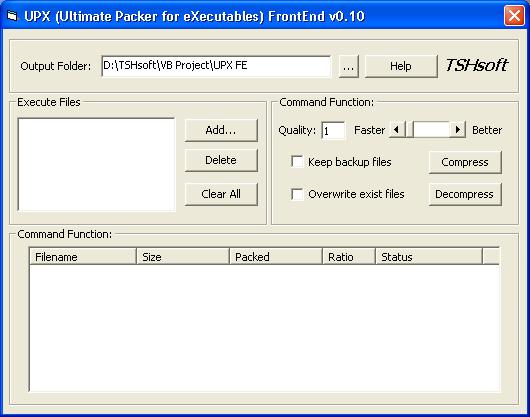 UPX (Ultimate Packer for eXecutables) FrontEnd v0.10
Output Folder: D:\TSHsoft\VB Project\UPX FE ... Help TSHsoft
Execute Files
Add...
Delete
Clear All
Command Function:
Quality: 1 Faster Better
Keep backup files Compress
Overwrite exist files Decompress
Command Function:
Filename Size Packed Ratio Status